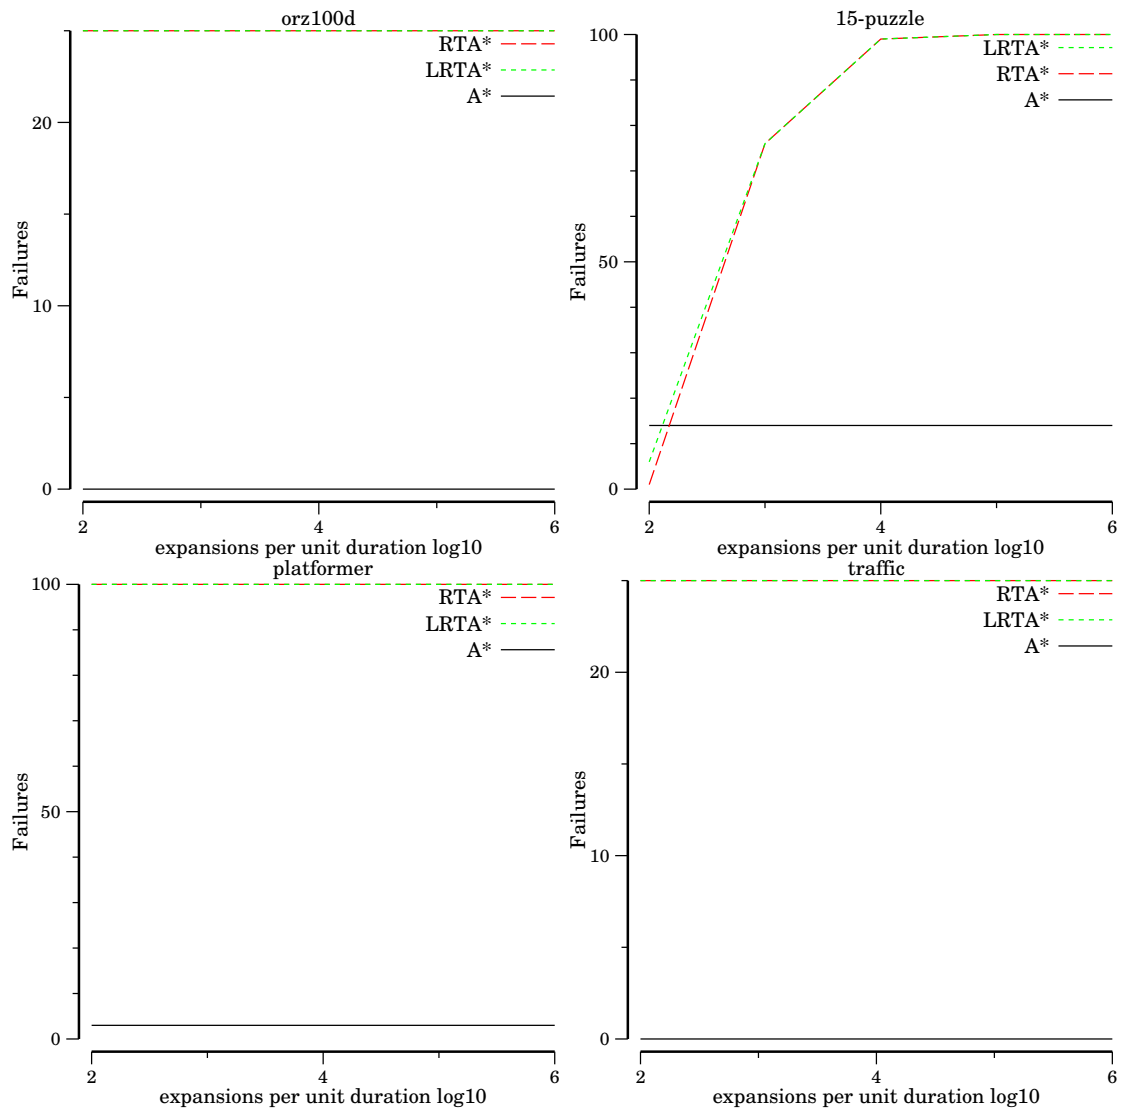 orz100d
RTA*
LRTA*
A*
20
10
0
Failures
2
4
6
expansions per unit duration log10
15-puzzle
100
LRTA*
RTA*
A*
50
0
Failures
2
4
6
expansions per unit duration log10
platformer
100
RTA*
LRTA*
A*
50
0
Failures
2
4
6
expansions per unit duration log10
traffic
RTA*
LRTA*
A*
20
10
0
Failures
2
4
6
expansions per unit duration log10